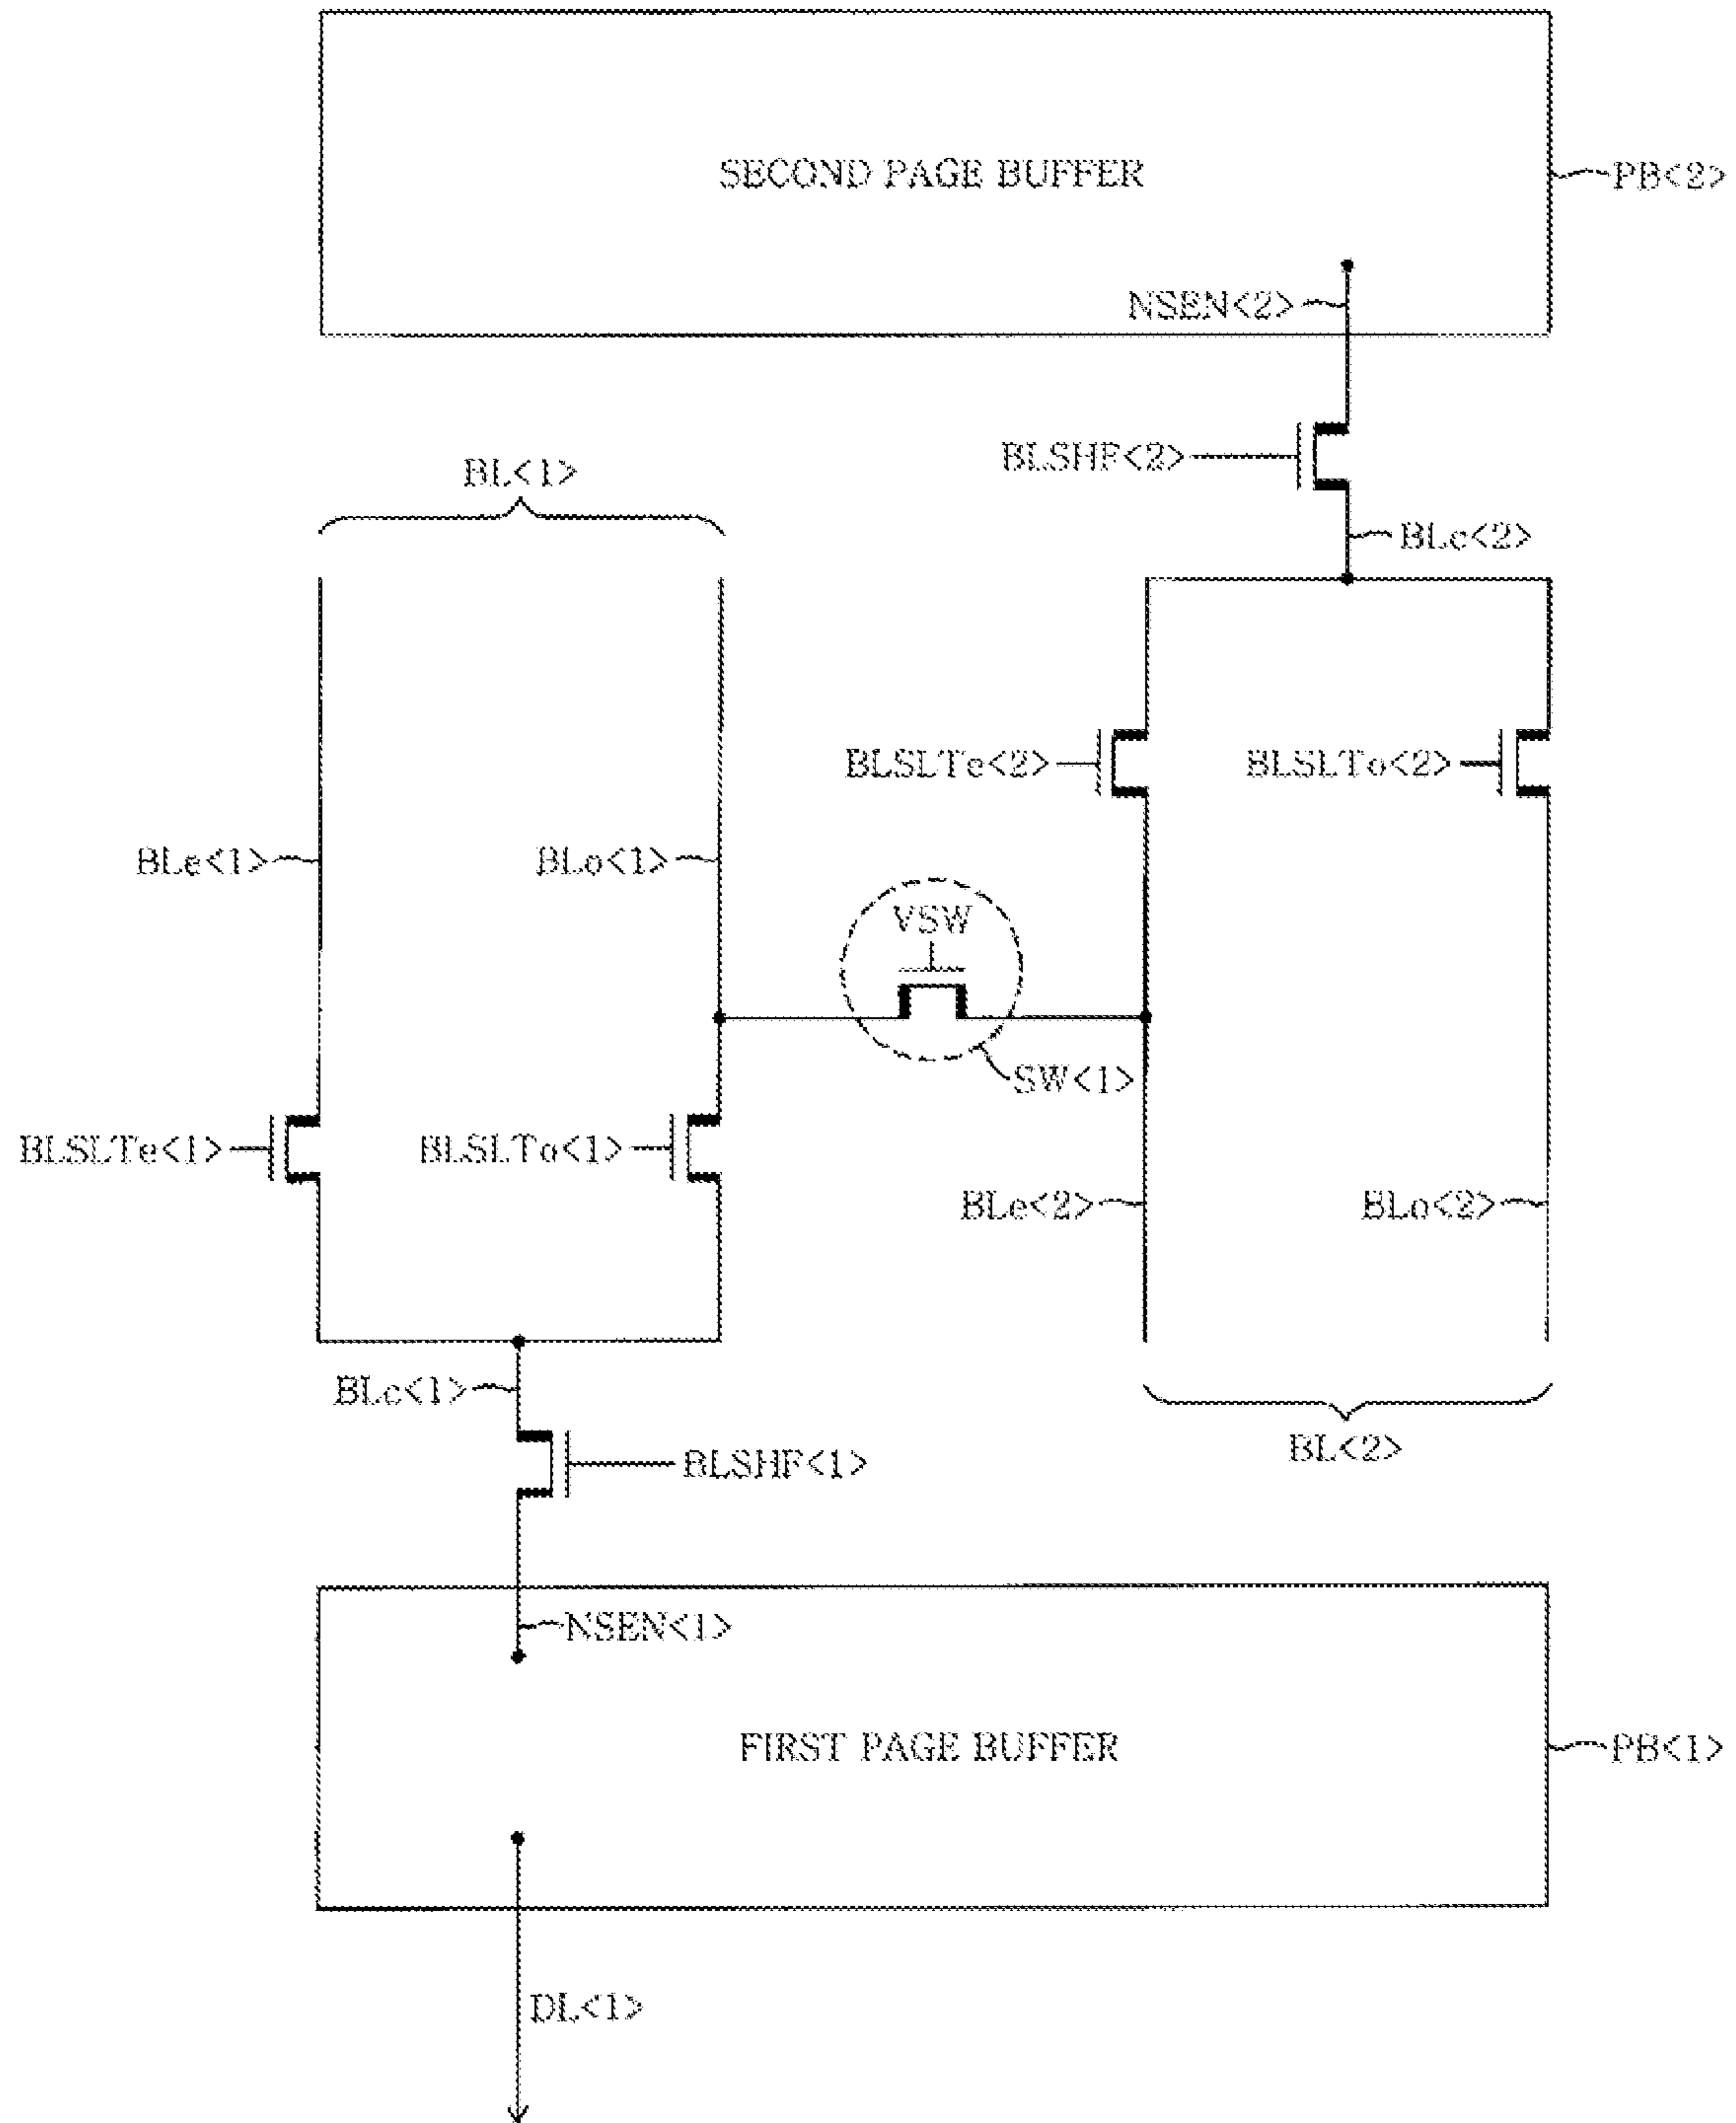 SECOND PAGE BUFFER
PB<2>
NSEN<2>
BLSHF<2>
BL<1>
BLc<2>
BLSLTe<2>
BLSLTo<2>
BLe<1>
BLo<1>
VSW
SW<1>
BLSLTe<1>
BLSLTo<1>
BLe<2>
BLo<2>
BLc<1>
BL<2>
BLSHF<1>
NSEN<1>
FIRST PAGE BUFFER
PB<1>
DL<1>